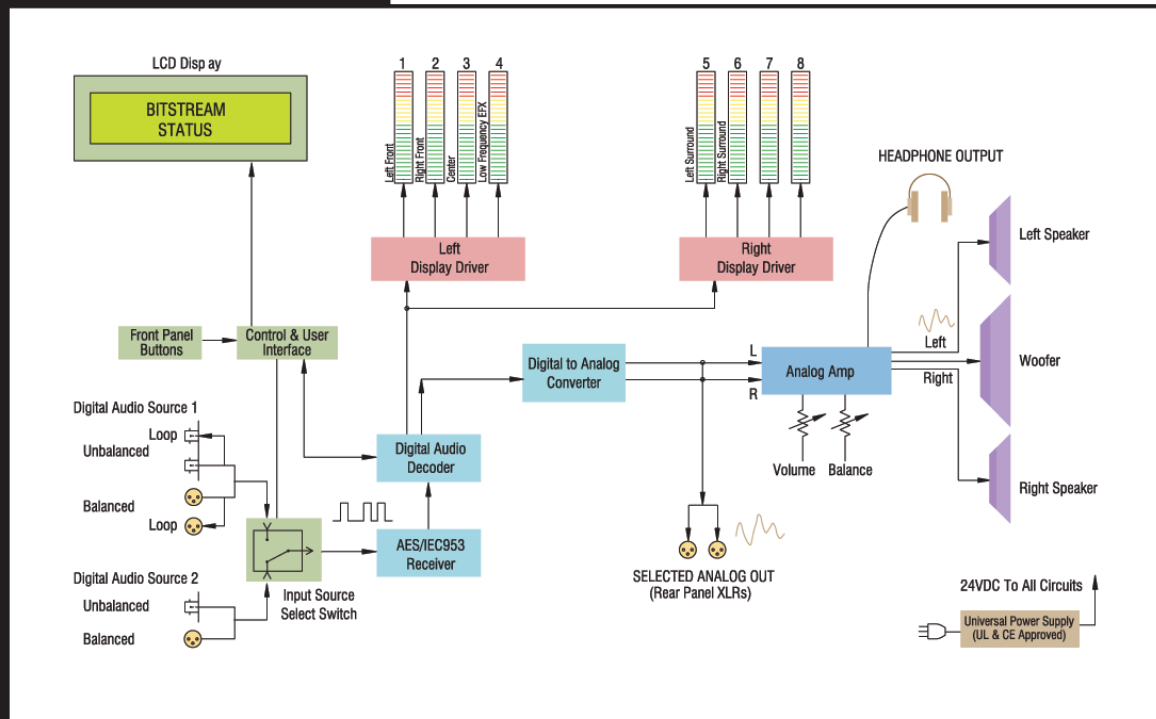 LCD Display
BITSTREAM
STATUS
1
2
3
4
Left Front
Right Front
Center
Low Frequency EFX
5
6
7
8
Left Surround
Right Surround
HEADPHONE OUTPUT
Left
Display Driver
Right
Display Driver
Left Speaker
Front Panel
Buttons
Control & User
Interface
Digital to Analog
Converter
L
R
Analog Amp
Left
Right
Woofer
Volume
Balance
Right Speaker
Digital Audio Source 1
Loop
Unbalanced
Balanced
Loop
Digital Audio
Decoder
AES/IEC953
Receiver
Input Source
Select Switch
Digital Audio Source 2
Unbalanced
Balanced
SELECTED ANALOG OUT
(Rear Panel XLRs)
24VDC To All Circuits
Universal Power Supply
(UL & CE Approved)